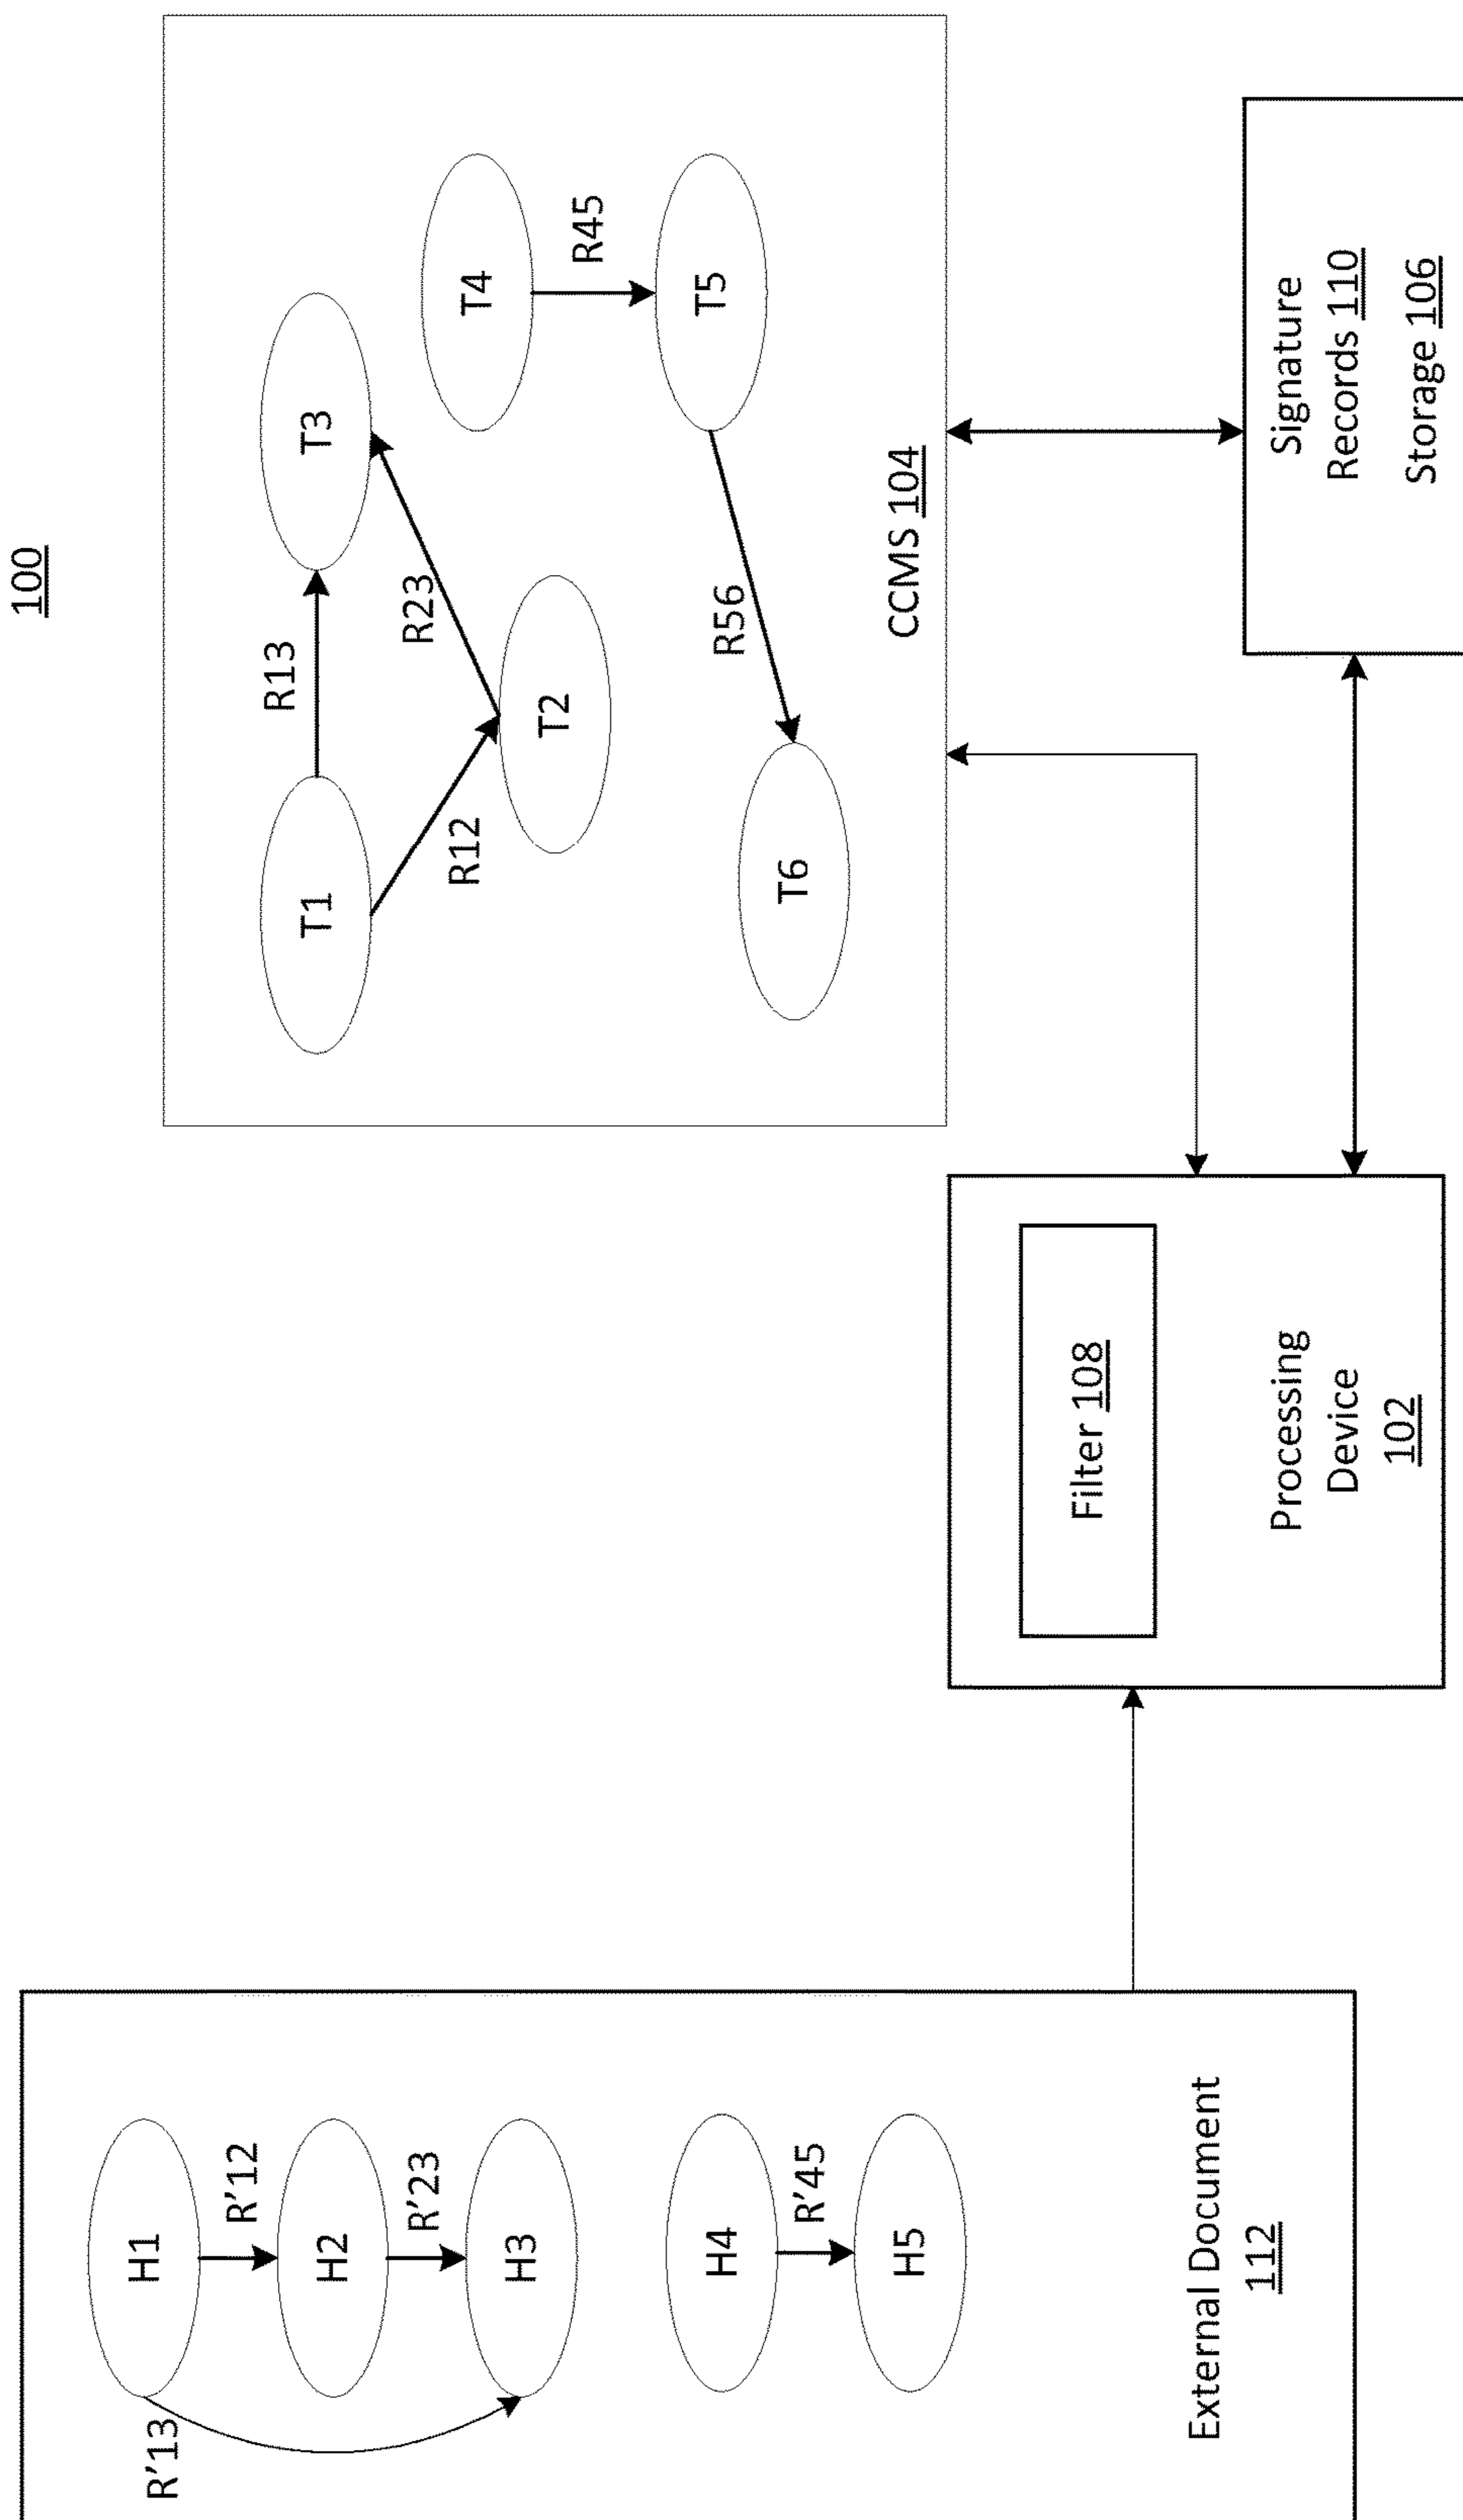 100
R'13
H1
R'12
H2
R'23
H3
H4
R'45
H5
External Document
112
Filter 108
Processing
Device
102
T1
R13
T3
R12
R23
T2
T4
R45
T5
R56
T6
CCMS 104
Signature
Records 110
Storage 106